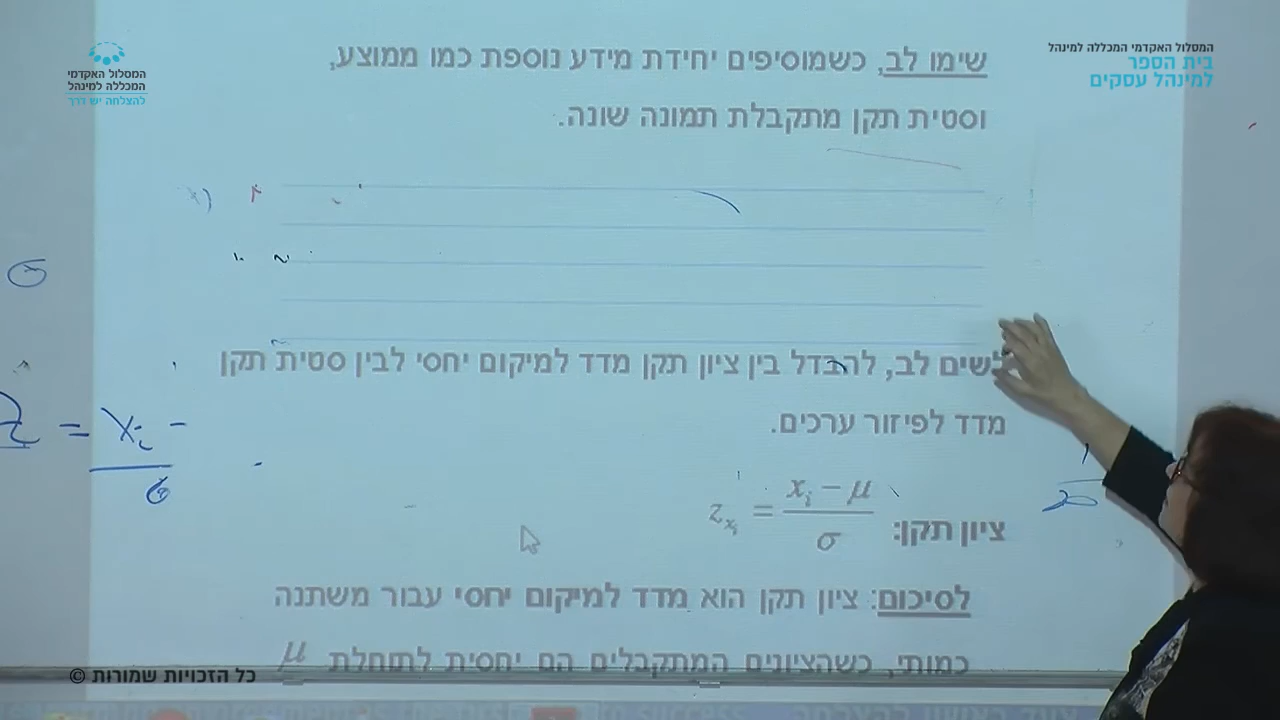 המסלול האקדמי המכללה למינהל
בית הספר
למינהל עסקים
המסלול האקדמי
המכללה למינהל
להצלחה יש דרך
שימו לב, כשמוסיפים יחידת מידע נוספת כמו ממוצע,
וסטית תקן מתקבלת תמונה שונה.
לשים לב, להבדל בין ציון תקן מדד למיקום יחסי לבין סטית תקן
מדד לפיזור ערכים.
ציון תקן: z_{x_i} = \frac{x_i - μ}{σ}
לסיכום: ציון תקן הוא מדד למיקום יחסי עבור משתנה
כמותי, כשהציונים המתקבלים הם יחסית לתוחלת μ
σ
Z = \frac{x_i -}{σ}
כל הזכויות שמורות ©